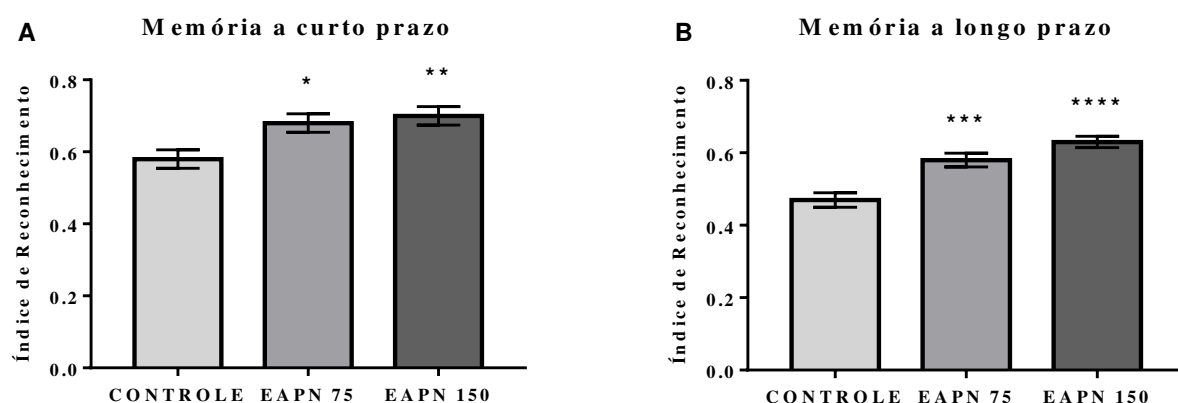 A
Memória a curto prazo
Índice de Reconhecimento
0.8
0.6
0.4
0.2
0.0
*
**
CONTROLE EAPN 75 EAPN 150
B
Memória a longo prazo
Índice de Reconhecimento
0.8
0.6
0.4
0.2
0.0
***
****
CONTROLE EAPN 75 EAPN 150